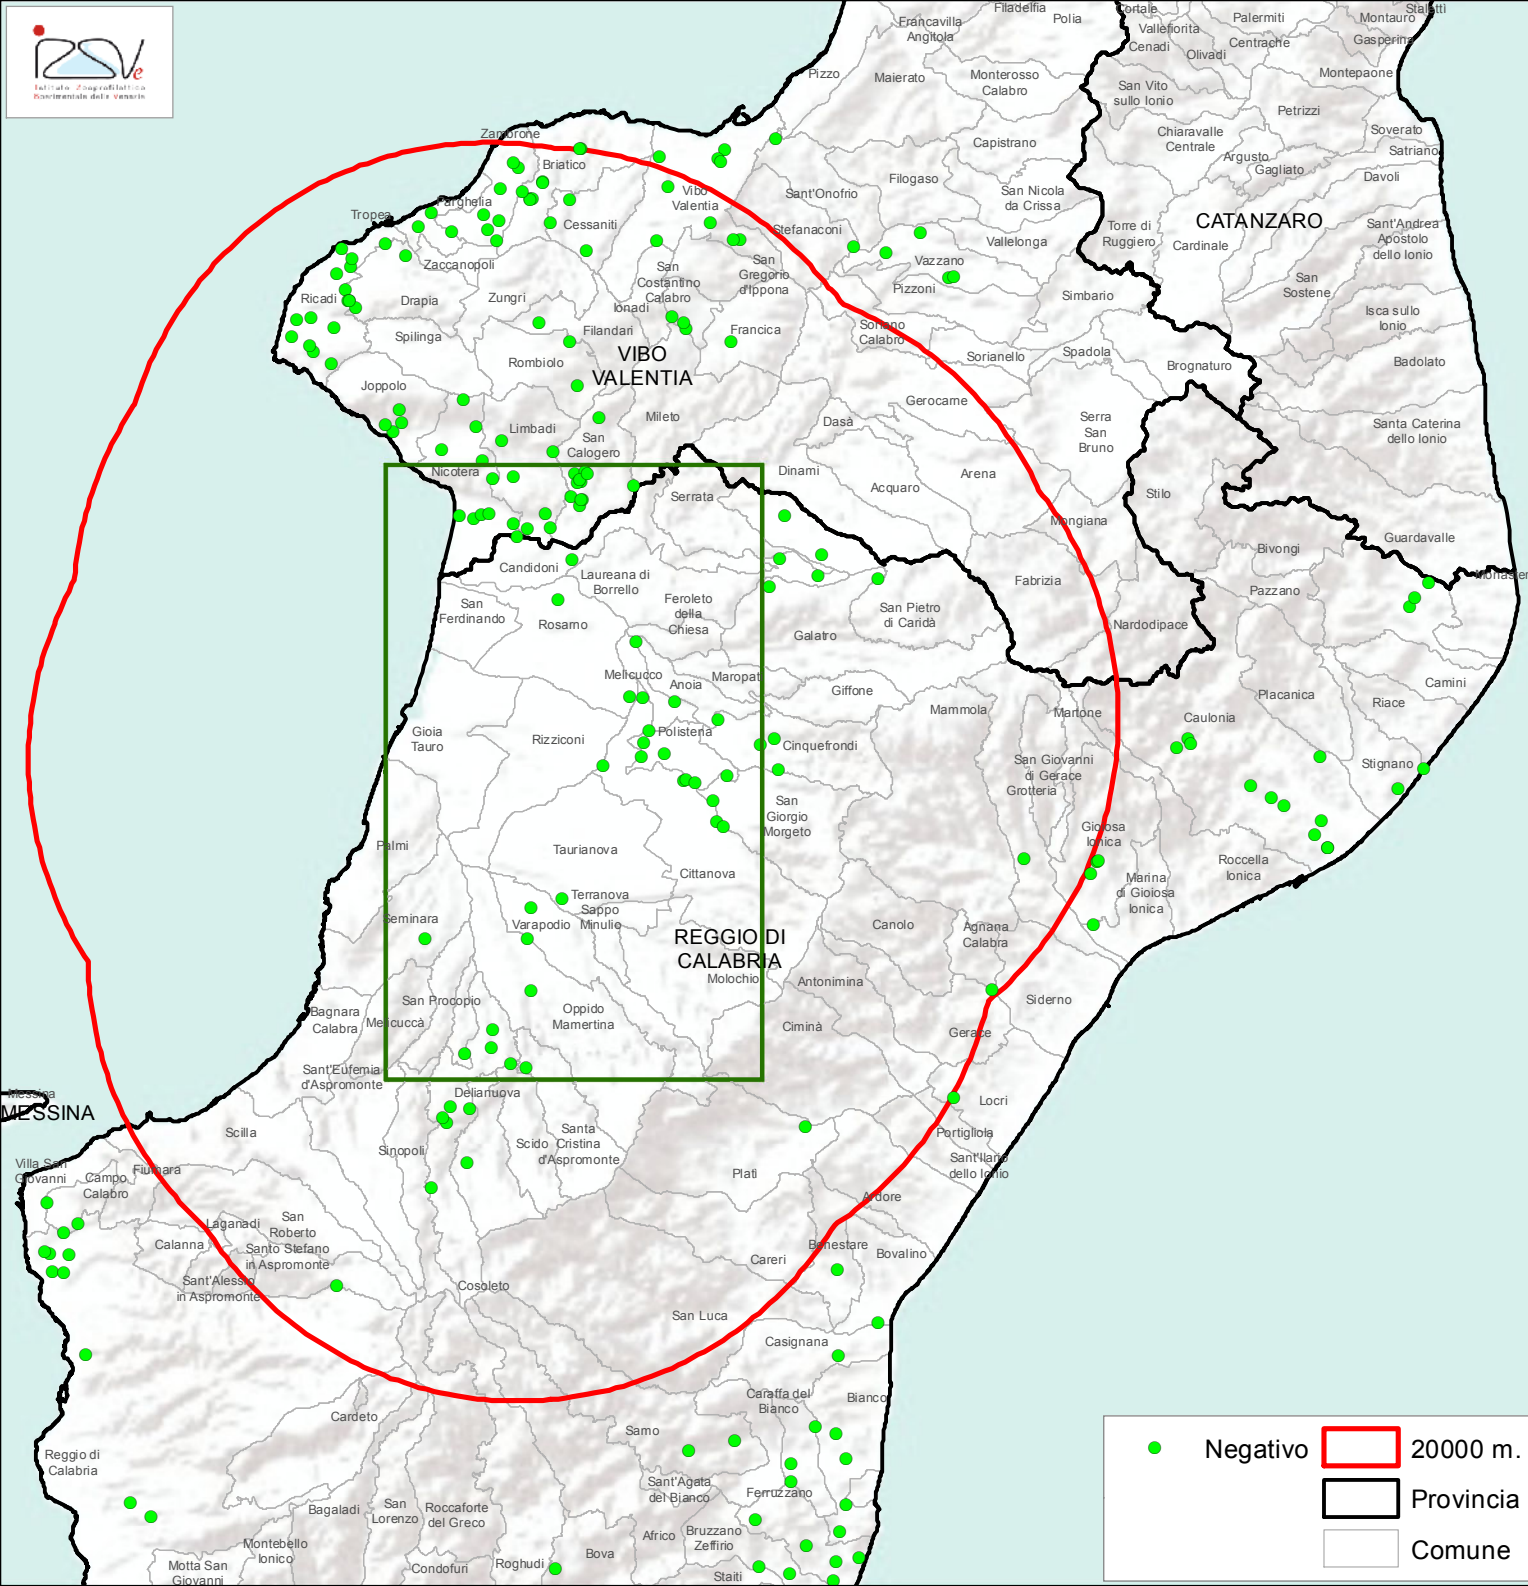 Filadelfia
Cortale
Stalettì
Francavilla
Angitola
Polia
Palermiti
Montauro
Vallefiorita
Cenadi
Centrache
Gasperina
Olivadi
Pizzo
Maierato
Monterosso
Calabro
San Vito
sullo Ionio
Montepaone
Petrizzi
Zambrone
Capistrano
Chiaravalle
Centrale
Soverato
Satriano
Argusto
Gagliato
Davoli
Briatico
Filogaso
San Nicola
da Crissa
Sant'Onofrio
Vibo
Valentia
Parghelia
Tropea
Cessaniti
Stefanaconi
Torre di
Ruggiero
CATANZARO
Cardinale
Sant'Andrea
Apostolo
dello Ionio
Vallelonga
Vazzano
Pizzoni
Zaccanopoli
San
Costantino
Calabro
San
Gregorio
d'Ippona
Simbario
San
Sostene
Ricadi
Drapia
Zungri
Ionadi
Isca sullo
Ionio
Spilinga
Filandari
Francica
Soriano
Calabro
Sorianello
Spadola
Brognaturo
Badolato
Rombiolo
VIBO
VALENTIA
Joppolo
Gerocarne
Limbadi
Mileto
Dasà
Serra
San
Bruno
Santa Caterina
dello Ionio
San
Calogero
Nicotera
Dinami
Arena
Acquaro
Serrata
Stilo
Mongiana
Guardavalle
Bivongi
Candidoni
Laureana di
Borrello
Fabrizia
Pazzano
San
Ferdinando
Rosarno
Feroleto
della
Chiesa
San Pietro
di Caridà
Galatro
Nardodipace
Melicucco
Anoia
Giffone
Mammola
Martone
Placanica
Camini
Riace
Caulonia
Gioia
Tauro
Rizziconi
Polistena
Cinquefrondi
San Giovanni
di Gerace
Grotteria
Stignano
San
Giorgio
Morgeto
Gioiosa
Ionica
Palmi
Taurianova
Cittanova
Roccella
Ionica
Marina
di Gioiosa
Ionica
Seminara
Varapodio
Terranova
Sappo
Minulio
REGGIO DI
CALABRIA
Molochio
Canolo
Agnana
Calabra
Antonimina
Siderno
San Procopio
Bagnara
Calabra
Melicuccà
Oppido
Mamertina
Ciminà
Gerace
Sant'Eufemia
d'Aspromonte
Delianuova
Locri
Messina
MESSINA
Scilla
Sinopoli
Scido
Santa
Cristina
d'Aspromonte
Portigliola
Sant'Ilario
dello Ionio
Villa San
Giovanni
Campo
Calabro
Fiumara
Platì
Ardore
Laganadi
San
Roberto
Calanna
Santo Stefano
in Aspromonte
Sant'Alessio
in Aspromonte
Careri
Benestare
Bovalino
Cosoleto
San Luca
Casignana
Cardeto
Caraffa del
Bianco
Bianco
Samo
Reggio di
Calabria
Sant'Agata
del Bianco
Ferruzzano
Bagaladi
San
Lorenzo
Roccaforte
del Greco
Africo
Bruzzano
Zeffirio
Montebello
Ionico
Motta San
Giovanni
Condofuri
Roghudi
Bova
Staiti
Negativo
20000 m.
Provincia
Comune